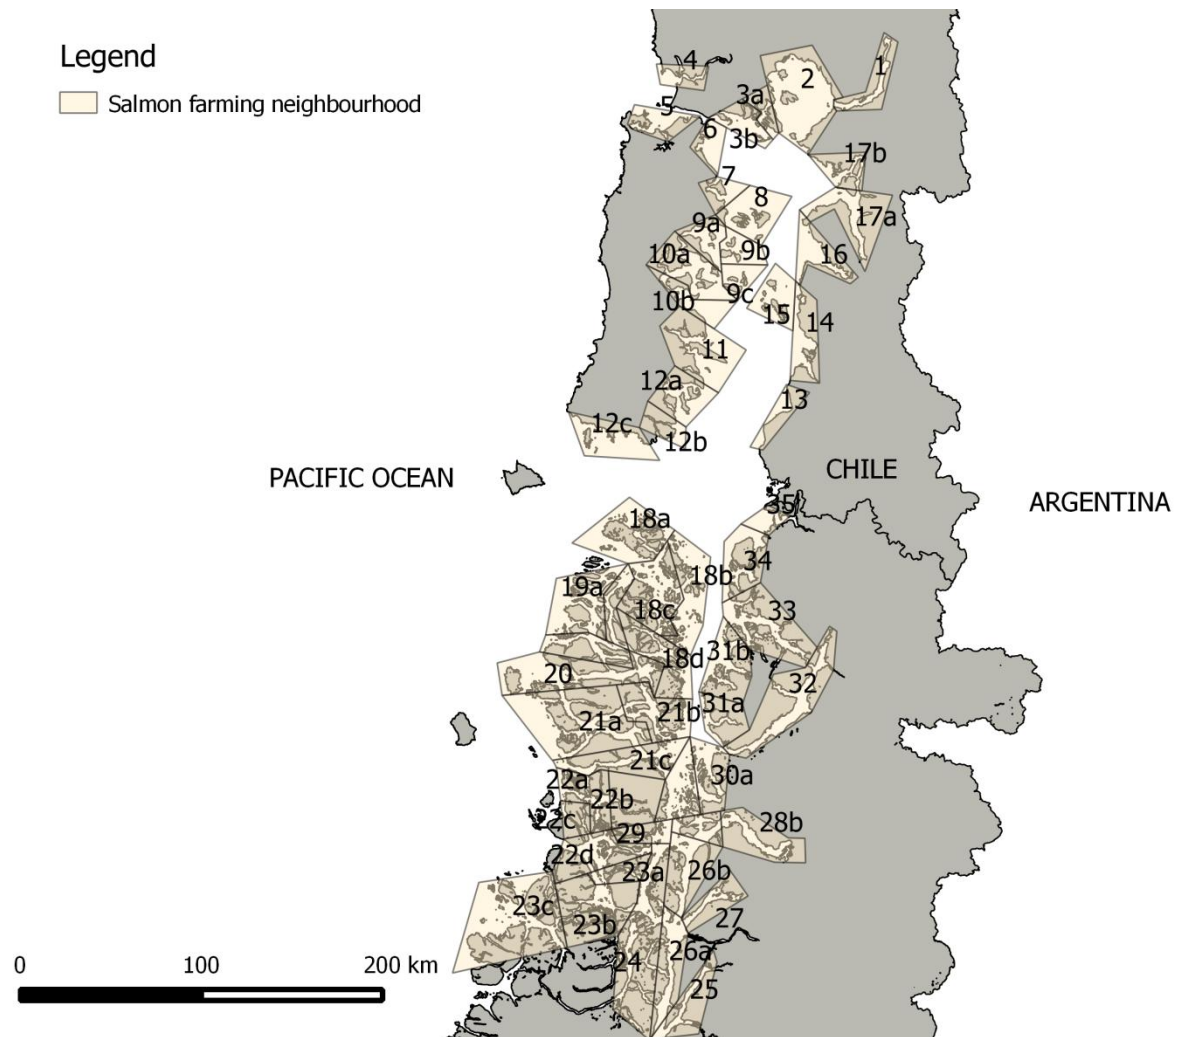 Legend
Salmon farming neighbourhood
4
1
2
3a
5
6
3b
17b
7
8
17a
9a
9b
16
10a
9c
10b
15
14
11
12a
13
12c
12b
PACIFIC OCEAN
CHILE
ARGENTINA
35
18a
34
18b
19a
18c
33
31b
18d
20
32
31a
21b
21a
21c
30a
22a
22b
2c
28b
29
22d
23a
26b
23c
27
23b
26a
24
25
0 100 200 km